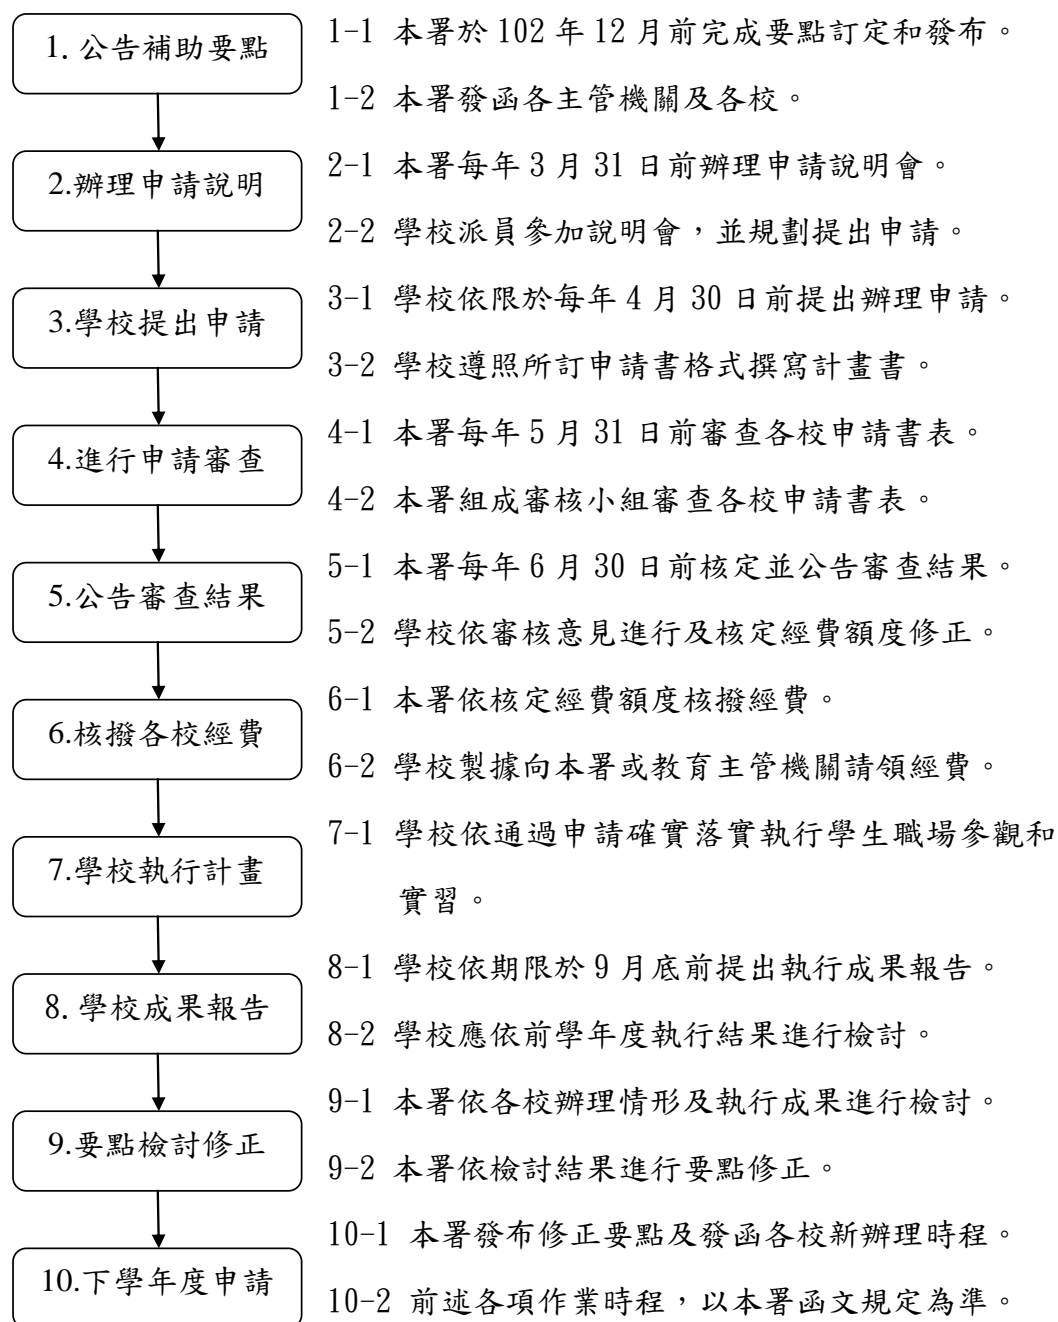 1. 公告補助要點
1-1 本署於 102 年 12 月前完成要點訂定和發布。
1-2 本署發函各主管機關及各校。
2.辦理申請說明
2-1 本署每年 3 月 31 日前辦理申請說明會。
2-2 學校派員參加說明會，並規劃提出申請。
3.學校提出申請
3-1 學校依限於每年 4 月 30 日前提出辦理申請。
3-2 學校遵照所訂申請書格式撰寫計畫書。
4.進行申請審查
4-1 本署每年 5 月 31 日前審查各校申請書表。
4-2 本署組成審核小組審查各校申請書表。
5.公告審查結果
5-1 本署每年 6 月 30 日前核定並公告審查結果。
5-2 學校依審核意見進行及核定經費額度修正。
6.核撥各校經費
6-1 本署依核定經費額度核撥經費。
6-2 學校製據向本署或教育主管機關請領經費。
7.學校執行計畫
7-1 學校依通過申請確實落實執行學生職場參觀和
實習。
8. 學校成果報告
8-1 學校依期限於 9 月底前提出執行成果報告。
8-2 學校應依前學年度執行結果進行檢討。
9.要點檢討修正
9-1 本署依各校辦理情形及執行成果進行檢討。
9-2 本署依檢討結果進行要點修正。
10.下學年度申請
10-1 本署發布修正要點及發函各校新辦理時程。
10-2 前述各項作業時程，以本署函文規定為準。